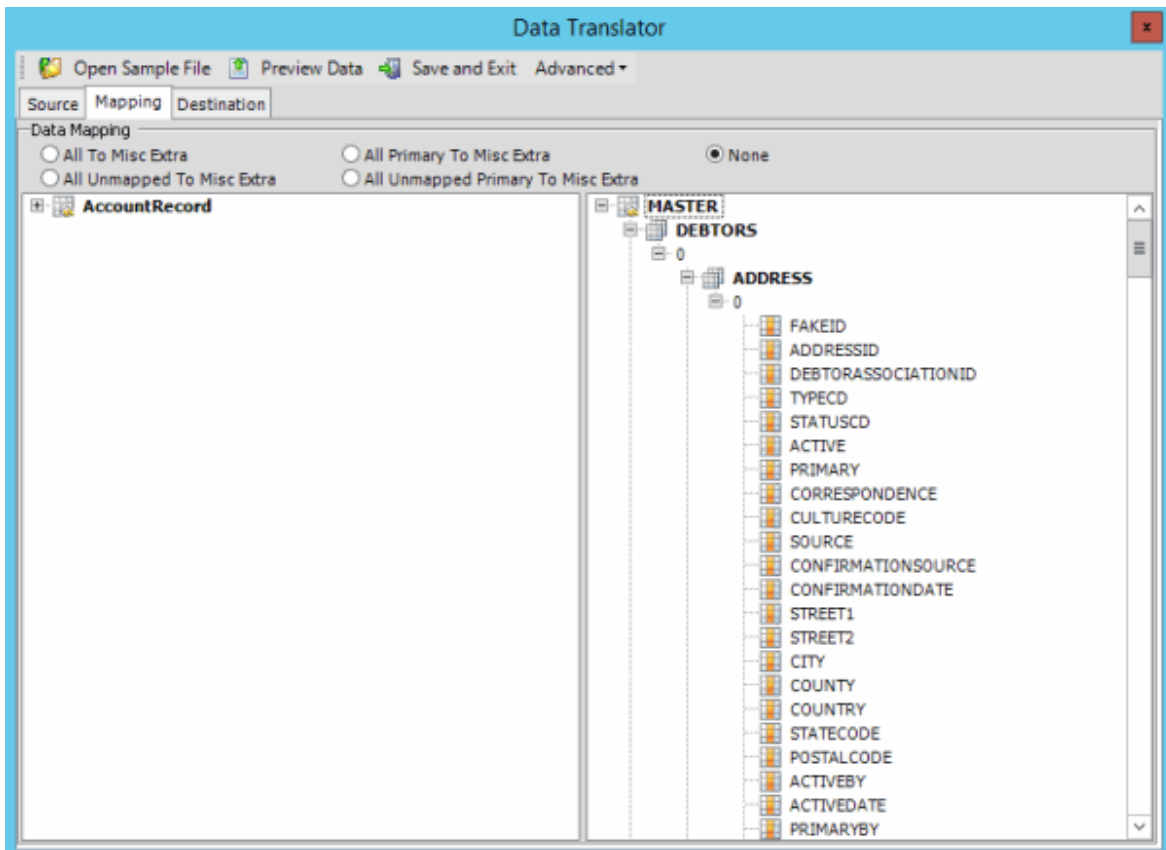 Data Translator
x
Open Sample File Preview Data Save and Exit Advanced
Source Mapping Destination
Data Mapping
All To Misc Extra All Primary To Misc Extra None
All Unmapped To Misc Extra All Unmapped Primary To Misc Extra
AccountRecord
MASTER
DEBTORS
0
ADDRESS
0
FAKEID
ADDRESSID
DEBTORASSOCIATIONID
TYPECD
STATUSCD
ACTIVE
PRIMARY
CORRESPONDENCE
CULTURECODE
SOURCE
CONFIRMATIONSOURCE
CONFIRMATIONDATE
STREET1
STREET2
CITY
COUNTY
COUNTRY
STATECODE
POSTALCODE
ACTIVEBY
ACTIVEDATE
PRIMARYBY